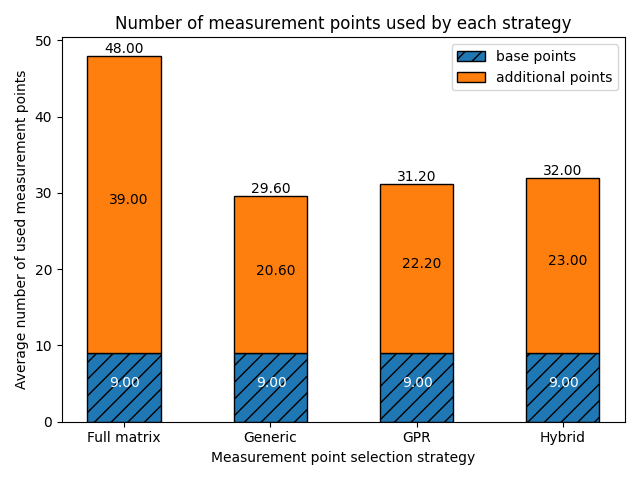 Number of measurement points used by each strategy
Average number of used measurement points
50
40
30
20
10
0
base points
additional points
48.00
29.60
31.20
32.00
39.00
20.60
22.20
23.00
9.00
9.00
9.00
9.00
Full matrix
Generic
GPR
Hybrid
Measurement point selection strategy